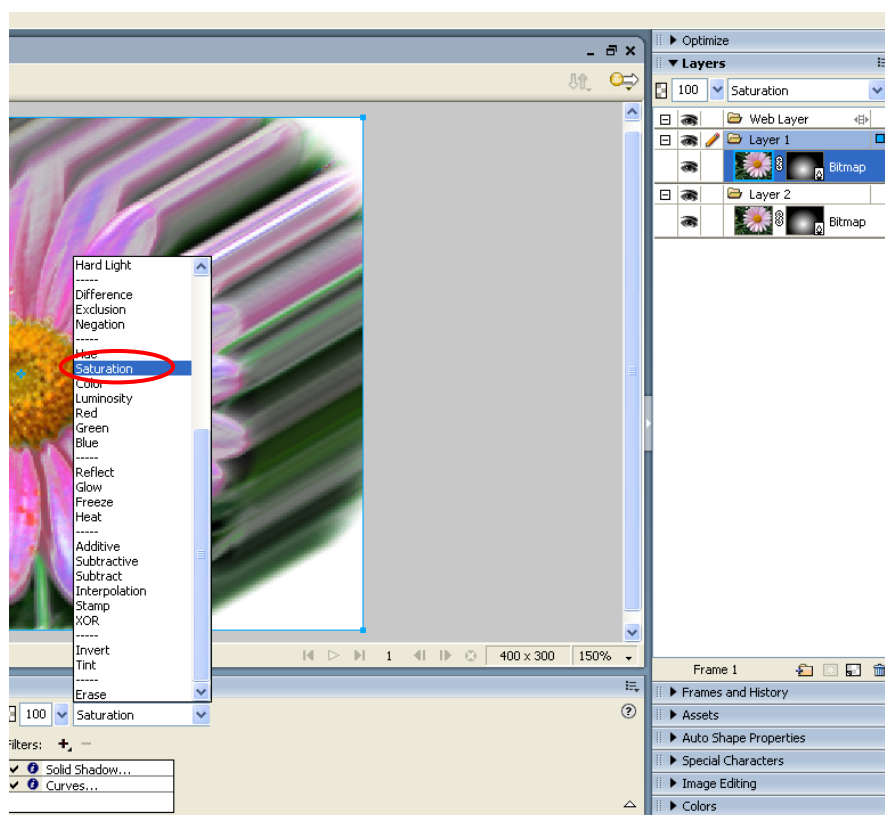 Optimize
Layers
100 Saturation
Web Layer
Layer 1
Bitmap
Layer 2
Bitmap
Hard Light
-----
Difference
Exclusion
Negation
-----
Hue
Saturation
Color
Luminosity
Red
Green
Blue
-----
Reflect
Glow
Freeze
Heat
-----
Additive
Subtractive
Subtract
Interpolation
Stamp
XOR
-----
Invert
Tint
-----
Erase
1 400 x 300 150%
Frame 1
100 Saturation
Filters:
Solid Shadow...
Curves...
Frames and History
Assets
Auto Shape Properties
Special Characters
Image Editing
Colors